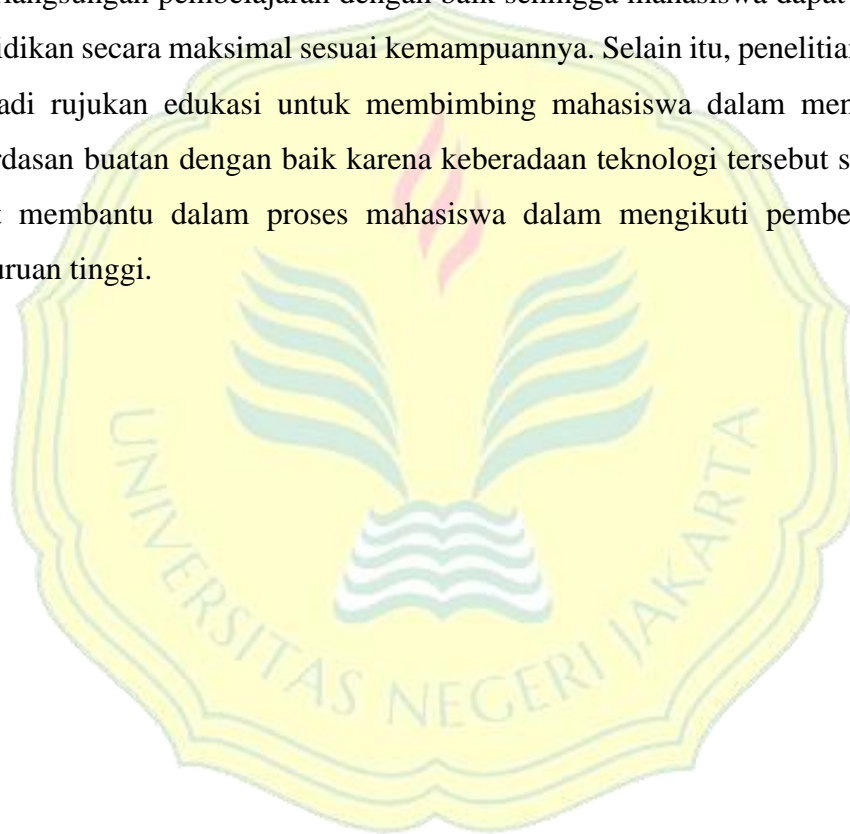 langsungan pembelajaran dengan baik sehingga mahasiswa dapat
idikan secara maksimal sesuai kemampuannya. Selain itu, penelitian
adi rujukan edukasi untuk membimbing mahasiswa dalam men
rdasan buatan dengan baik karena keberadaan teknologi tersebut s
t membantu dalam proses mahasiswa dalam mengikuti pembe
uruan tinggi.
UNIVERSITAS NEGERI JAKARTA